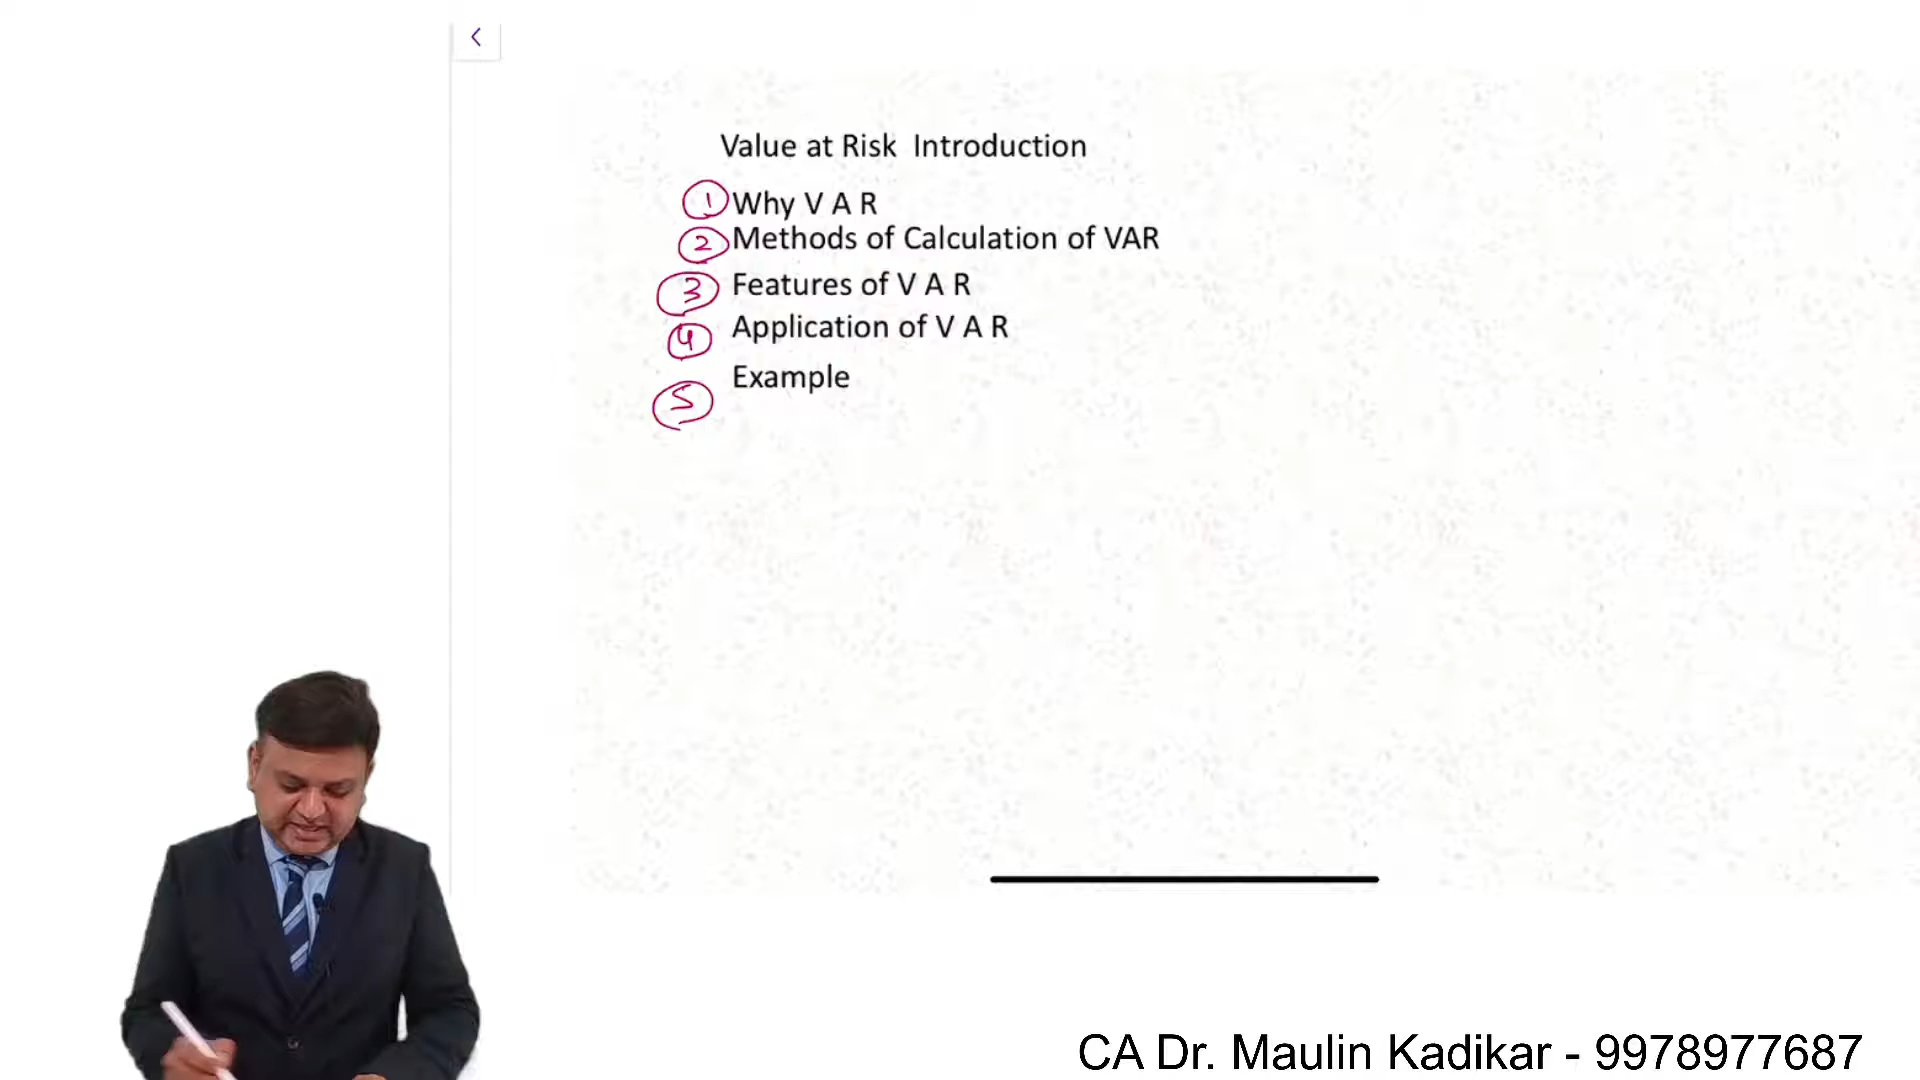 Value at Risk Introduction
1 Why V A R
2 Methods of Calculation of VAR
3 Features of V A R
4 Application of V A R
5 Example
CA Dr. Maulin Kadikar - 9978977687